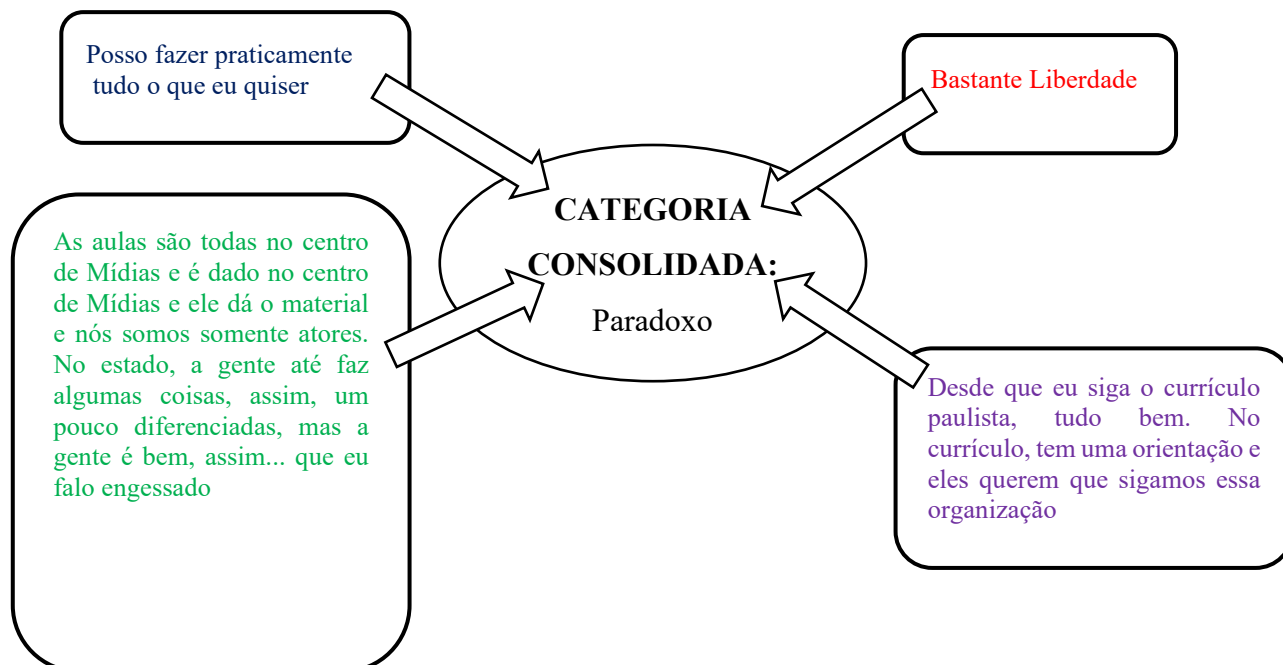 Posso fazer praticamente
tudo o que eu quiser
Bastante Liberdade
CATEGORIA
CONSOLIDADA:
Paradoxo
As aulas são todas no centro
de Mídias e é dado no centro
de Mídias e ele dá o material
e nós somos somente atores.
No estado, a gente até faz
algumas coisas, assim, um
pouco diferenciadas, mas a
gente é bem, assim... que eu
falo engessado
Desde que eu siga o currículo
paulista, tudo bem. No
currículo, tem uma orientação e
eles querem que sigamos essa
organização